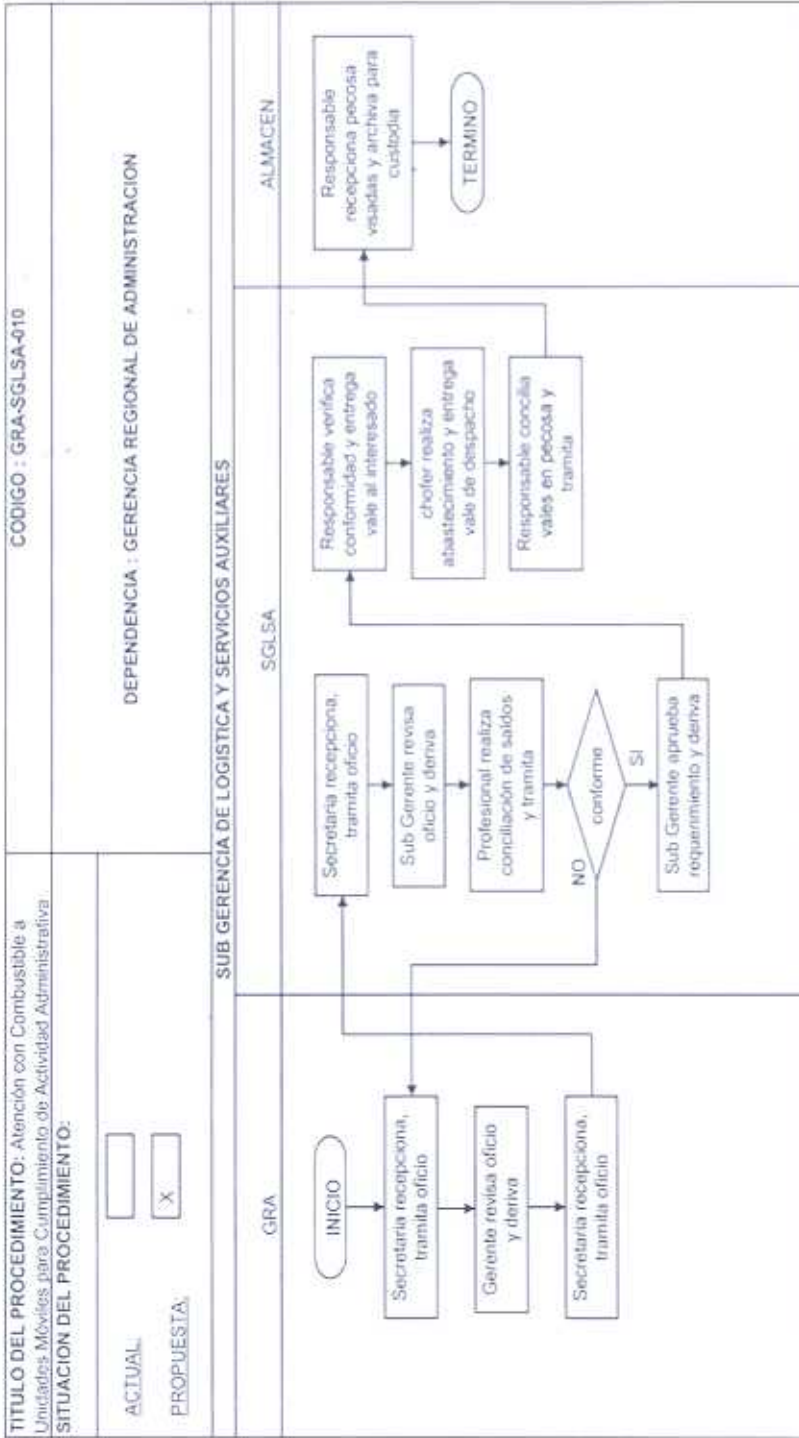 TITULO DEL PROCEDIMIENTO: Atención con Combustible a
Unidades Móviles para Cumplimiento de Actividad Administrativa
CODIGO : GRA-SGLSA-010
SITUACION DEL PROCEDIMIENTO:
ACTUAL:
PROPUESTA:
X
DEPENDENCIA : GERENCIA REGIONAL DE ADMINISTRACION
SUB GERENCIA DE LOGISTICA Y SERVICIOS AUXILIARES
GRA
SGLSA
ALMACEN
INICIO
Secretaria recepciona,
tramita oficio
Gerente revisa oficio
y deriva
Secretaria recepciona,
tramita oficio
Secretaria recepciona,
tramita oficio
Sub Gerente revisa
oficio y deriva
Profesional realiza
conciliación de saldos
y tramita
conforme
NO
SI
Sub Gerente aprueba
requerimiento y deriva
Responsable verifica
conformidad y entrega
vale al interesado
chofer realiza
abastecimiento y entrega
vale de despacho
Responsable concilia
vales en pecosa y
tramita
Responsable
recepciona pecosa
visadas y archiva para
custodia
TERMINO